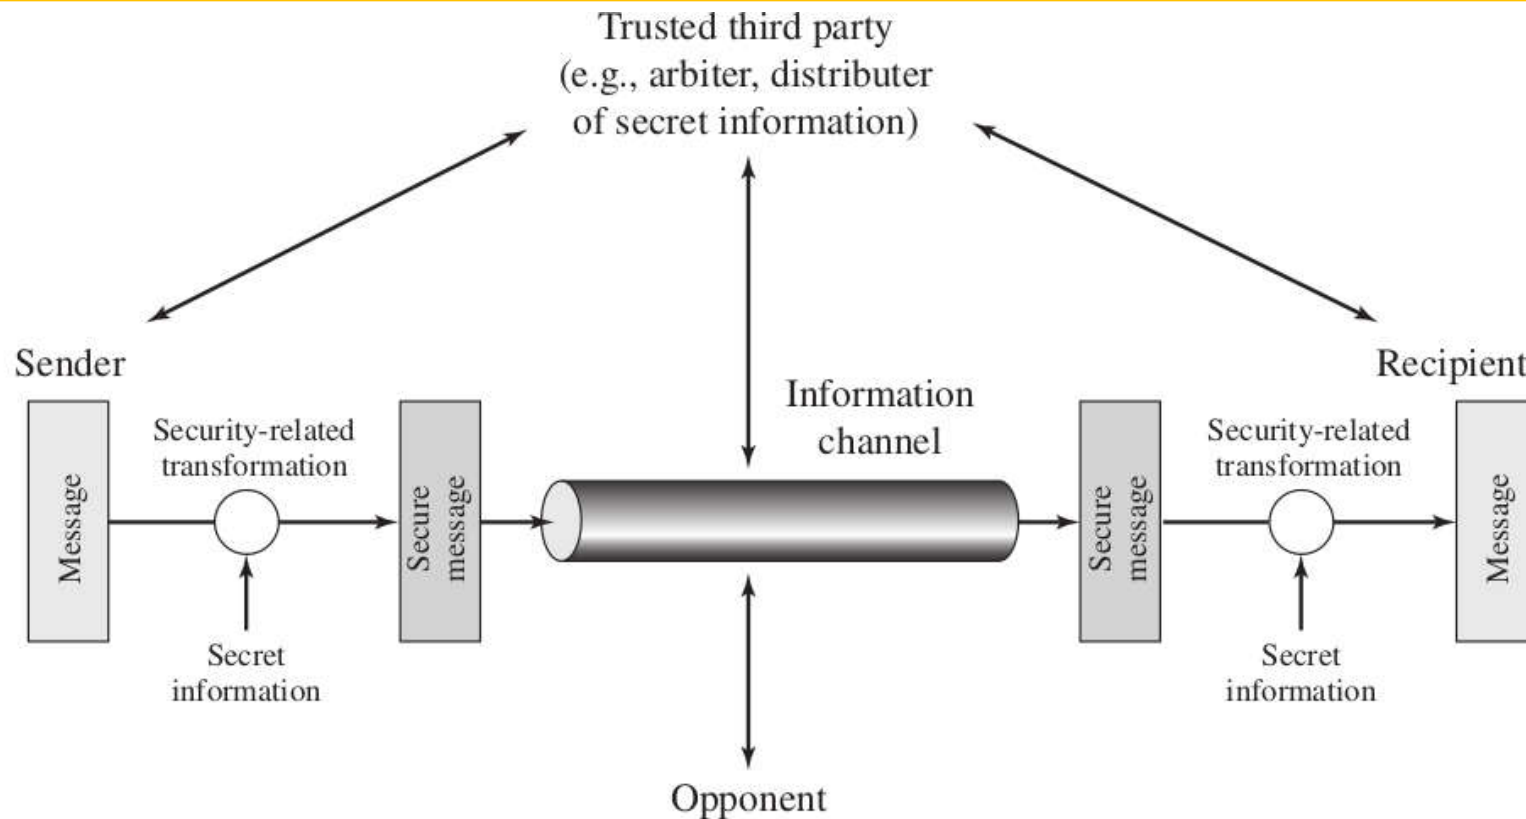 Trusted third party
(e.g., arbiter, distributer
of secret information)
Sender
Recipient
Information
channel
Security-related
transformation
Security-related
transformation
Message
Secure
message
Secure
message
Message
Secret
information
Secret
information
Opponent